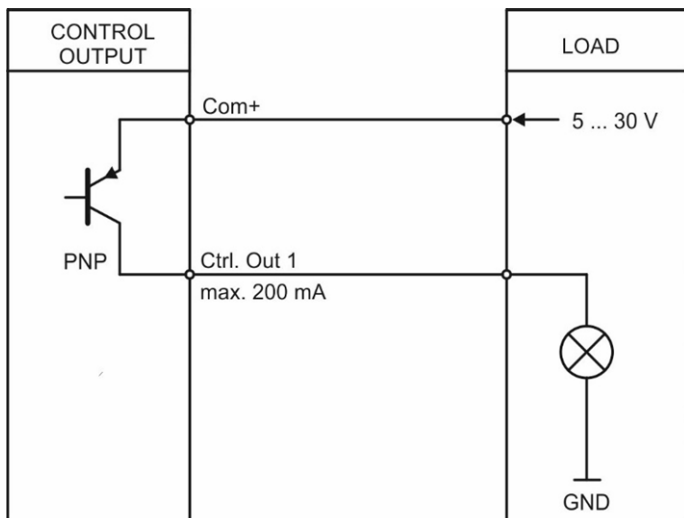 CONTROL
OUTPUT
LOAD
Com+
5 ... 30 V
PNP
Ctrl. Out 1
max. 200 mA
GND